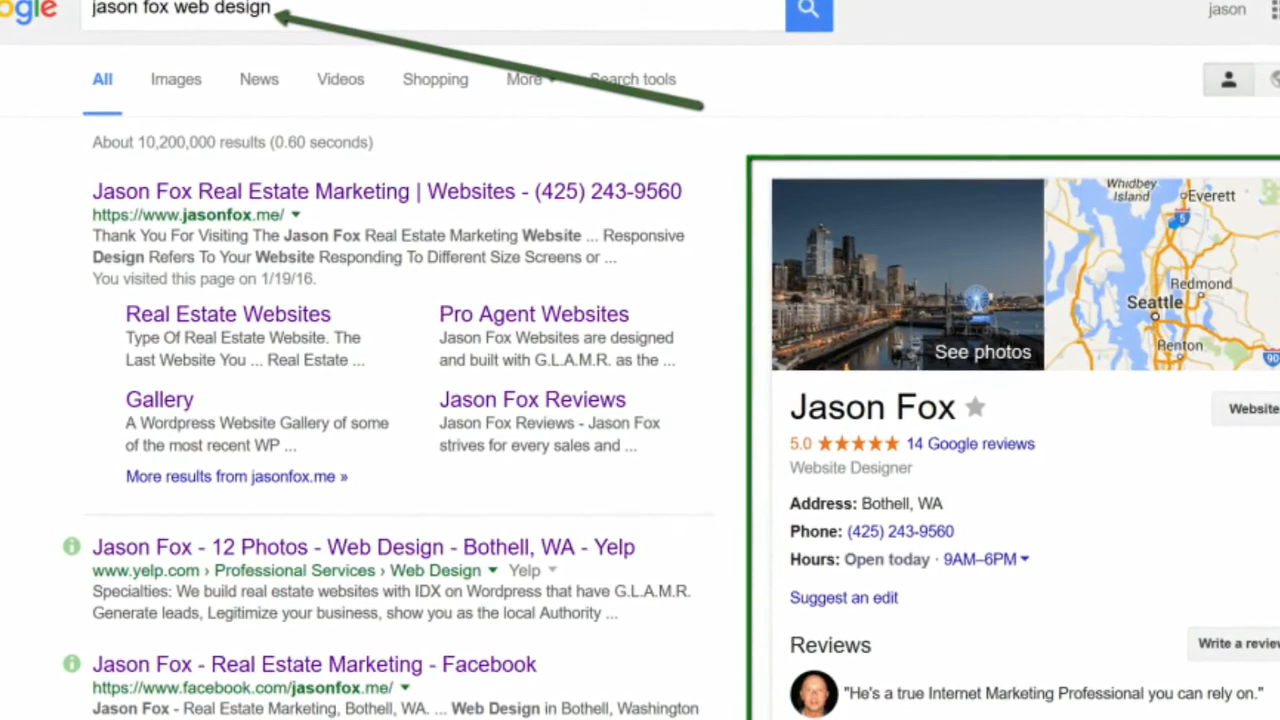 ogle
jason fox web design
jason
All Images News Videos Shopping More Search tools
About 10,200,000 results (0.60 seconds)
Jason Fox Real Estate Marketing | Websites - (425) 243-9560
https://www.jasonfox.me/
Thank You For Visiting The Jason Fox Real Estate Marketing Website ... Responsive
Design Refers To Your Website Responding To Different Size Screens or ...
You visited this page on 1/19/16.
Real Estate Websites
Type Of Real Estate Website. The
Last Website You ... Real Estate ...
Pro Agent Websites
Jason Fox Websites are designed
and built with G.L.A.M.R. as the ...
Gallery
A Wordpress Website Gallery of some
of the most recent WP ...
Jason Fox Reviews
Jason Fox Reviews - Jason Fox
strives for every sales and ...
More results from jasonfox.me »
Jason Fox - 12 Photos - Web Design - Bothell, WA - Yelp
www.yelp.com › Professional Services › Web Design Yelp
Specialties: We build real estate websites with IDX on Wordpress that have G.L.A.M.R.
Generate leads, Legitimize your business, show you as the local Authority ...
Jason Fox - Real Estate Marketing - Facebook
https://www.facebook.com/jasonfox.me/
Jason Fox - Real Estate Marketing, Bothell, WA. ... Web Design in Bothell, Washington
See photos
Whidbey
Island
Everett
5
Redmond
Seattle
Renton
90
Jason Fox
Website
5.0 14 Google reviews
Website Designer
Address: Bothell, WA
Phone: (425) 243-9560
Hours: Open today · 9AM–6PM
Suggest an edit
Reviews
Write a review
"He's a true Internet Marketing Professional you can rely on."